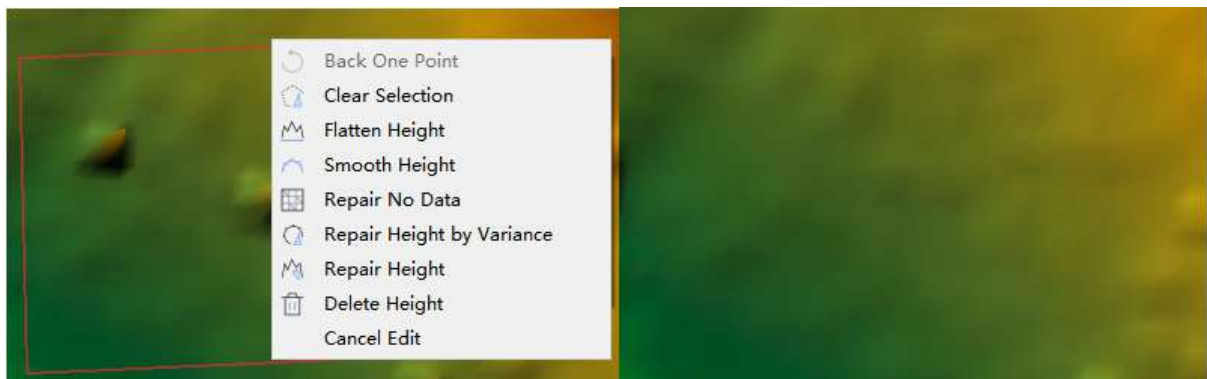 Back One Point
Clear Selection
Flatten Height
Smooth Height
Repair No Data
Repair Height by Variance
Repair Height
Delete Height
Cancel Edit